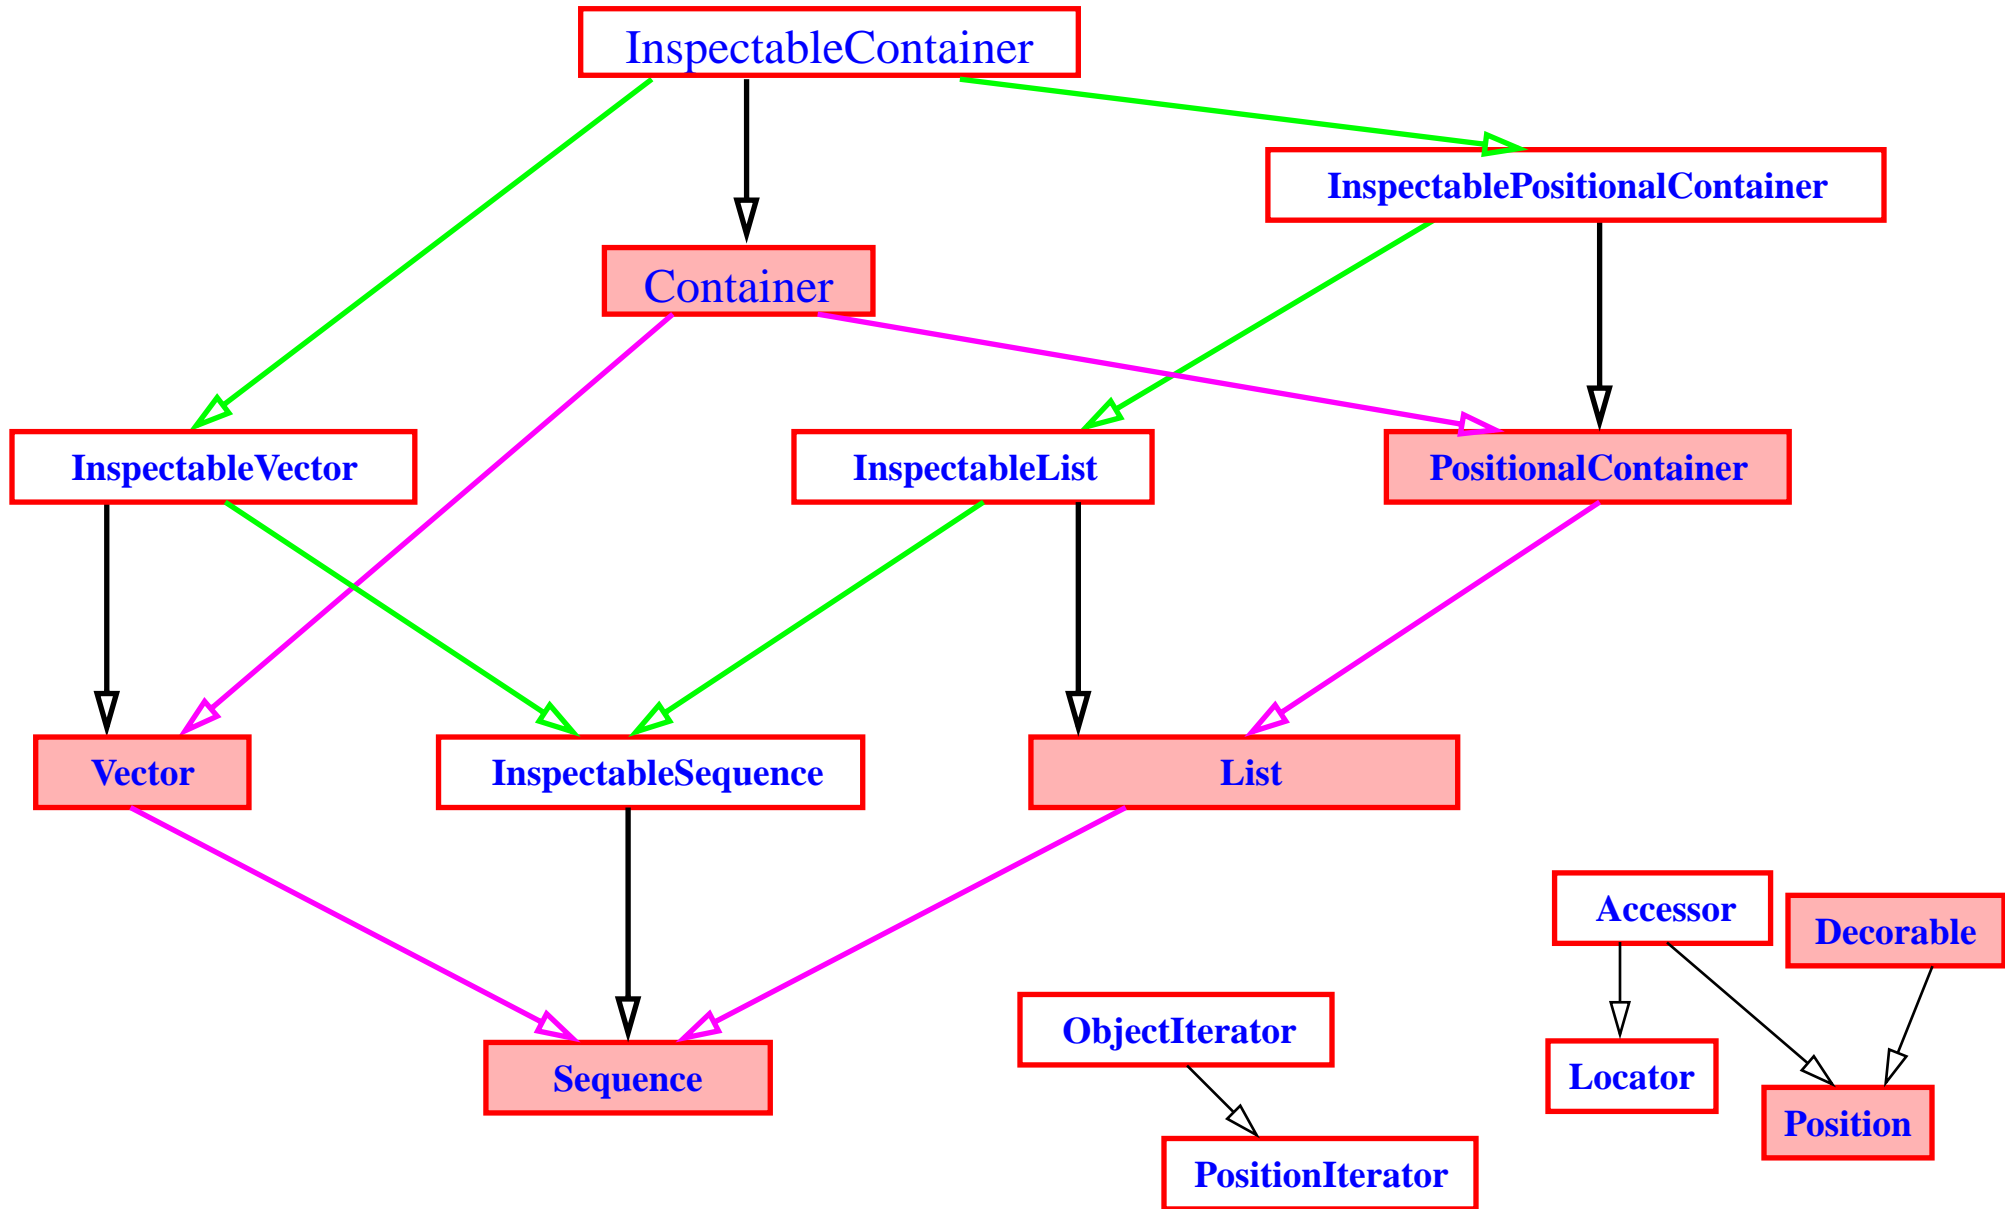 InspectableContainer
InspectablePositionalContainer
Container
InspectableVector
InspectableList
PositionalContainer
Vector
InspectableSequence
List
Accessor
Decorable
ObjectIterator
Locator
Sequence
Position
PositionIterator